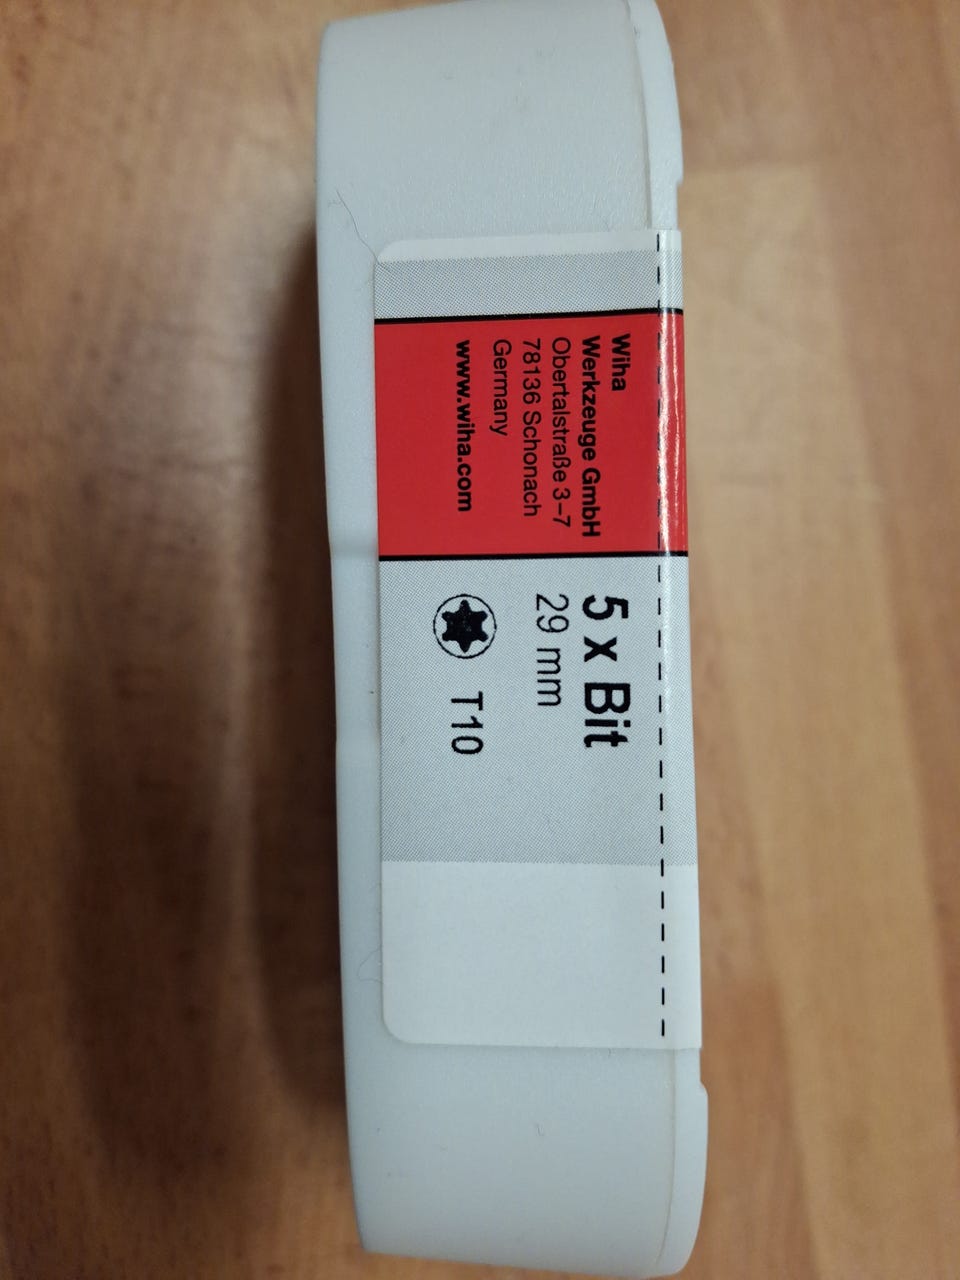 Wiha
Werkzeuge GmbH
Obertalstraße 3–7
78136 Schonach
Germany
www.wiha.com
5 x Bit
29 mm
T10